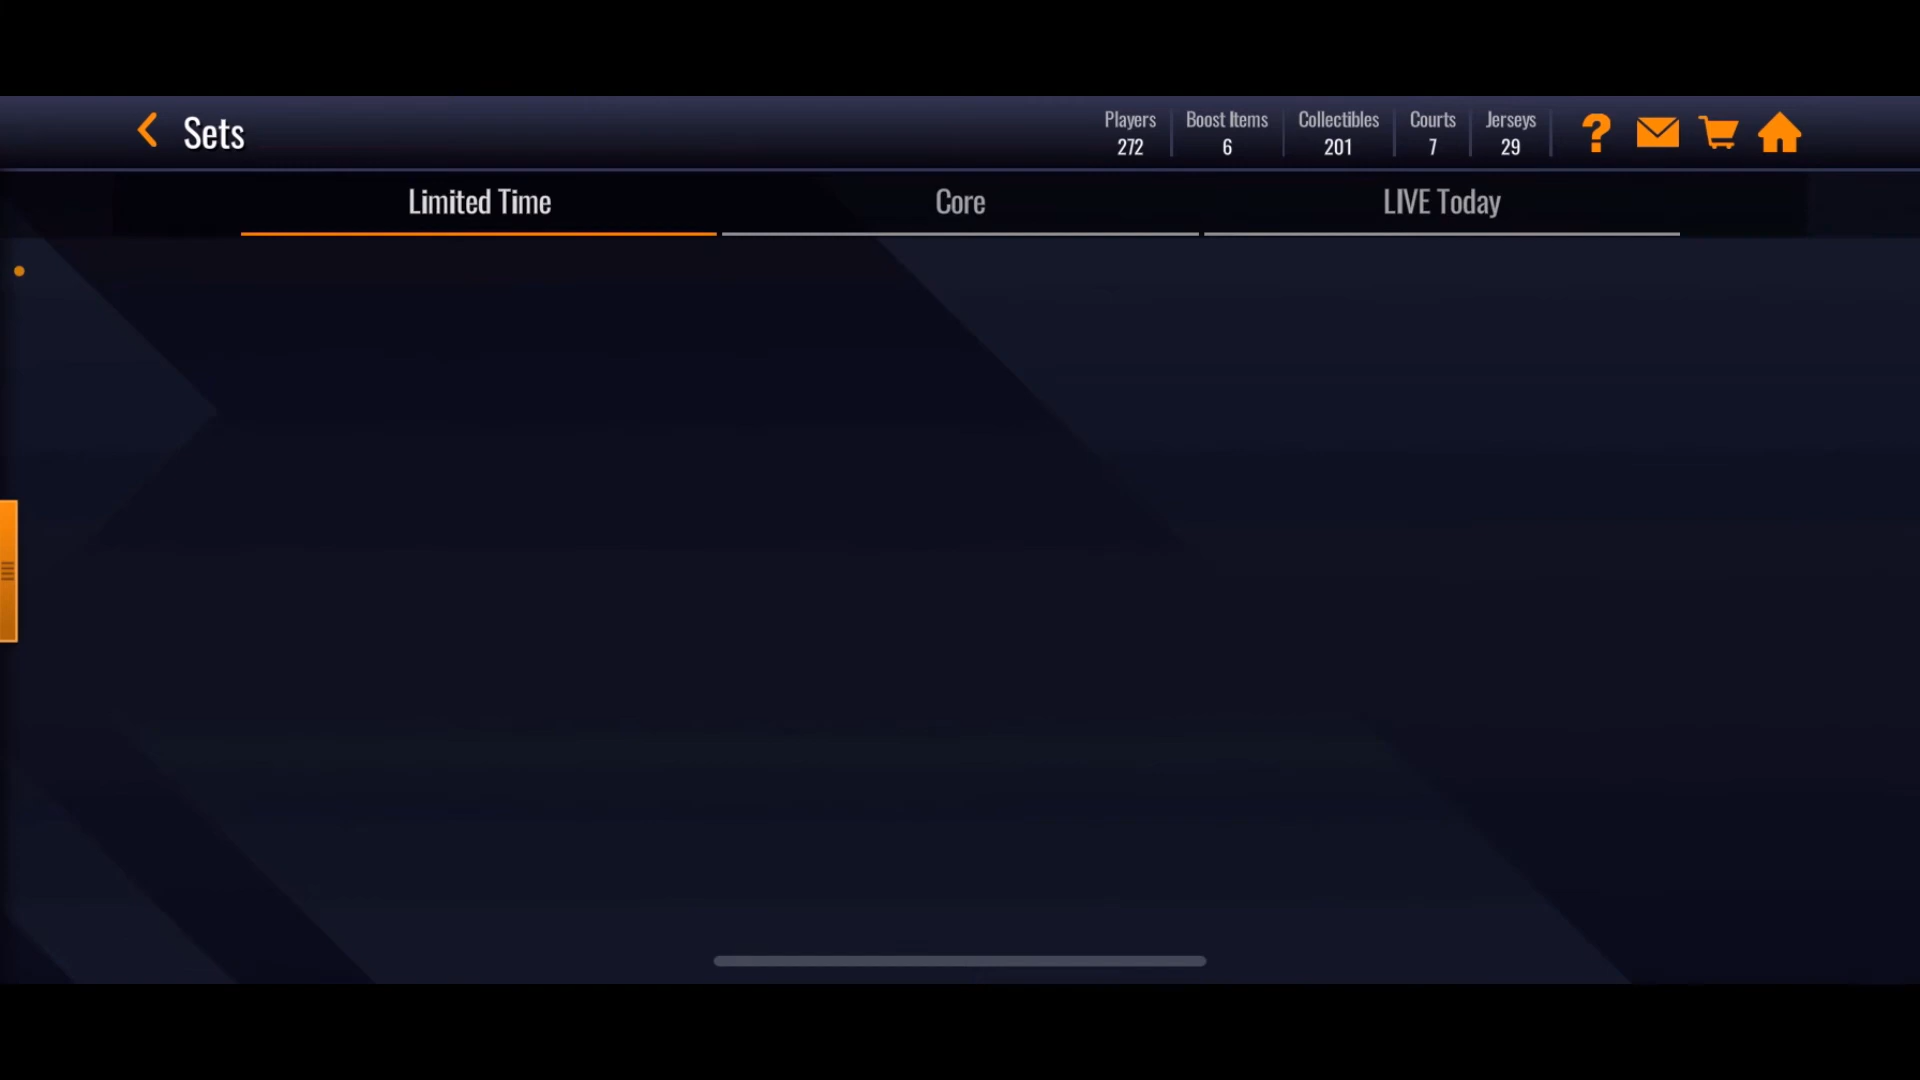 Sets
Players
272
Boost Items
6
Collectibles
201
Courts
7
Jerseys
29
?
Limited Time
Core
LIVE Today